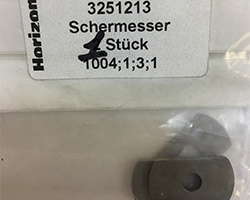 Horizon
3251213
Schermesser
1 Stück
1004;1;3;1